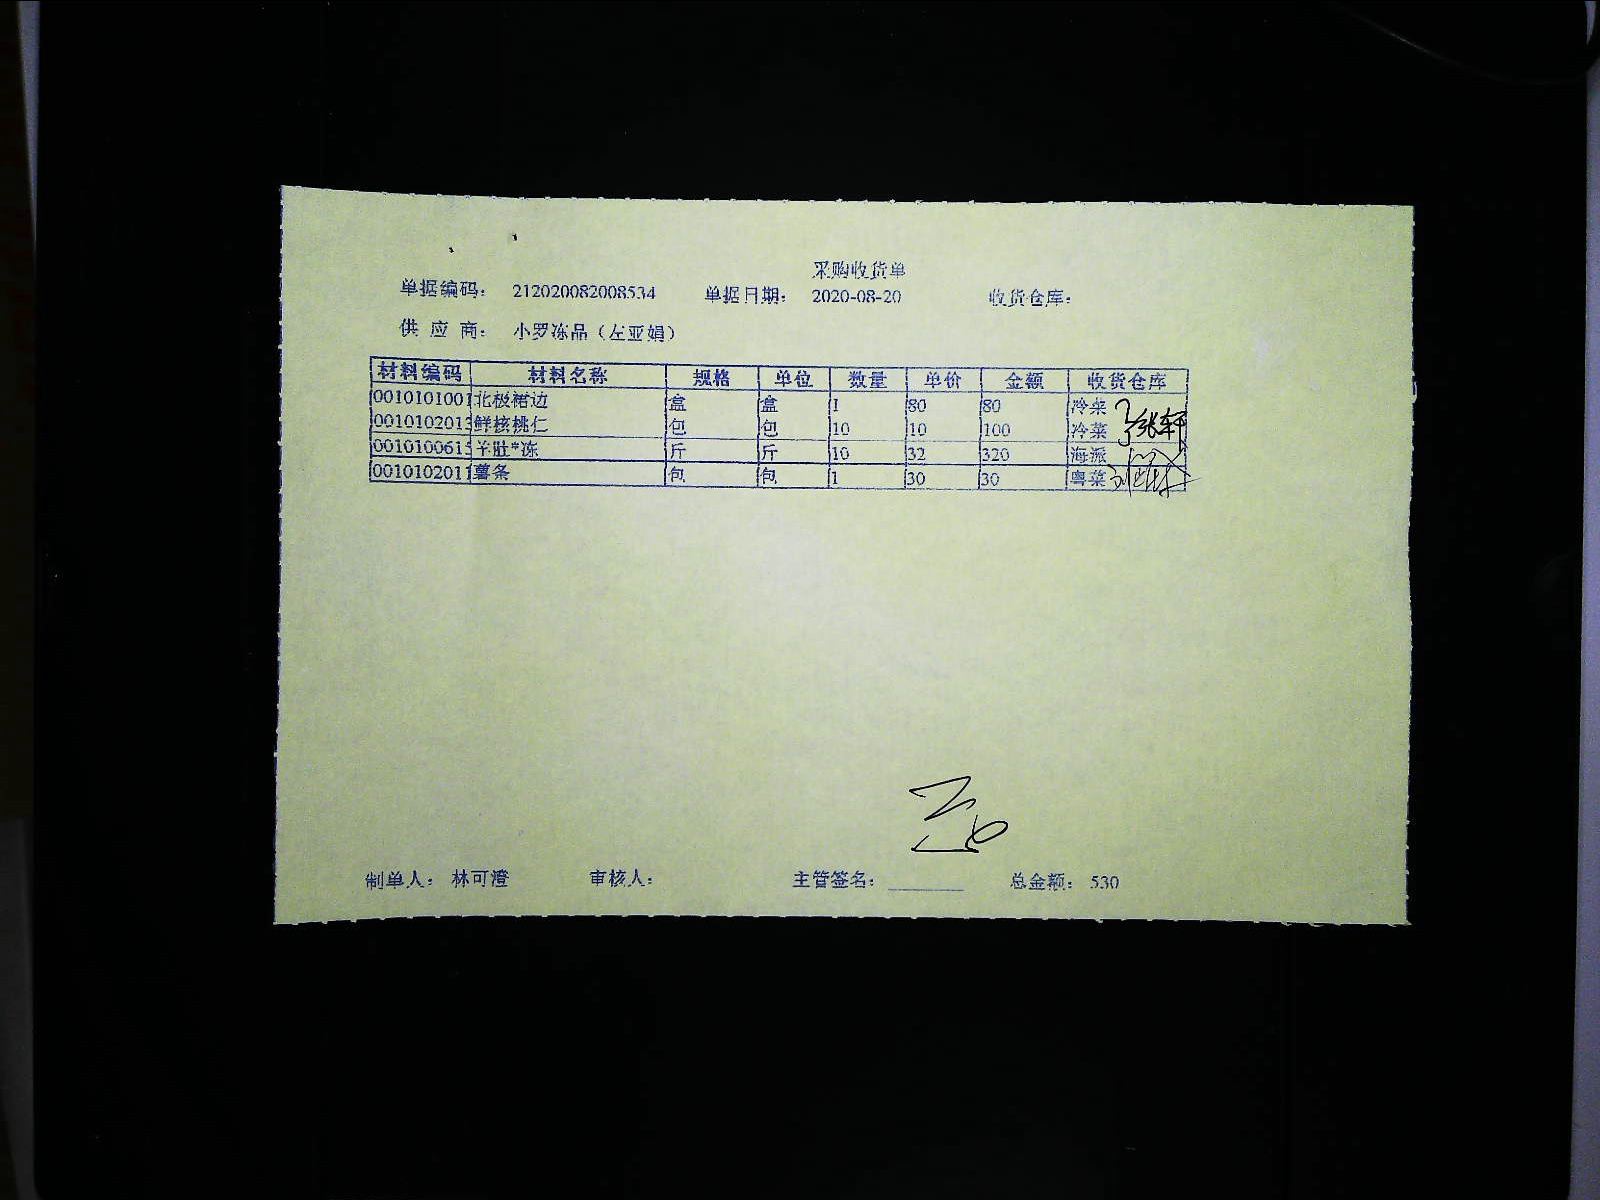 采购收货单
单据编码： 212020082008534 单据日期： 2020-08-20 收货仓库：
供 应 商： 小罗冻品（左亚娟）
材料编码 材料名称 规格 单位 数量 单价 金额 收货仓库
0010101001 北极裙边 盒 盒 1 80 80 冷菜
0010102013 鲜核桃仁 包 包 10 10 100 冷菜
0010100615 羊肚*冻 斤 斤 10 32 320 海派
0010102011 薯条 包 包 1 30 30 粤菜
制单人： 林可澄 审核人： 主管签名： 总金额： 530